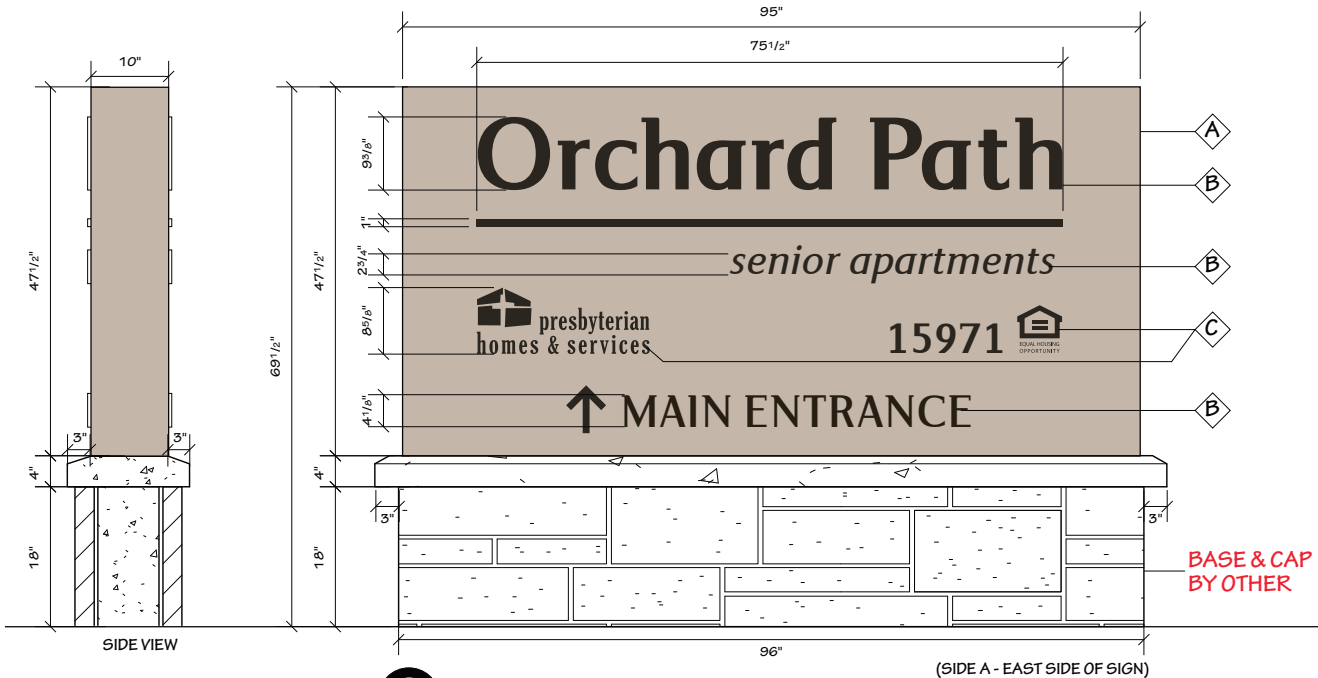 95"
75 1/2"
10"
Orchard Path
A
9 3/8"
B
1"
47 1/2"
47 1/2"
2 3/4"
senior apartments
B
69 1/2"
8 5/8"
presbyterian
homes & services
15971
EQUAL HOUSING
OPPORTUNITY
C
4 1/8"
↑ MAIN ENTRANCE
B
3"
3"
4"
4"
3"
3"
18"
18"
BASE & CAP
BY OTHER
SIDE VIEW
96"
(SIDE A - EAST SIDE OF SIGN)